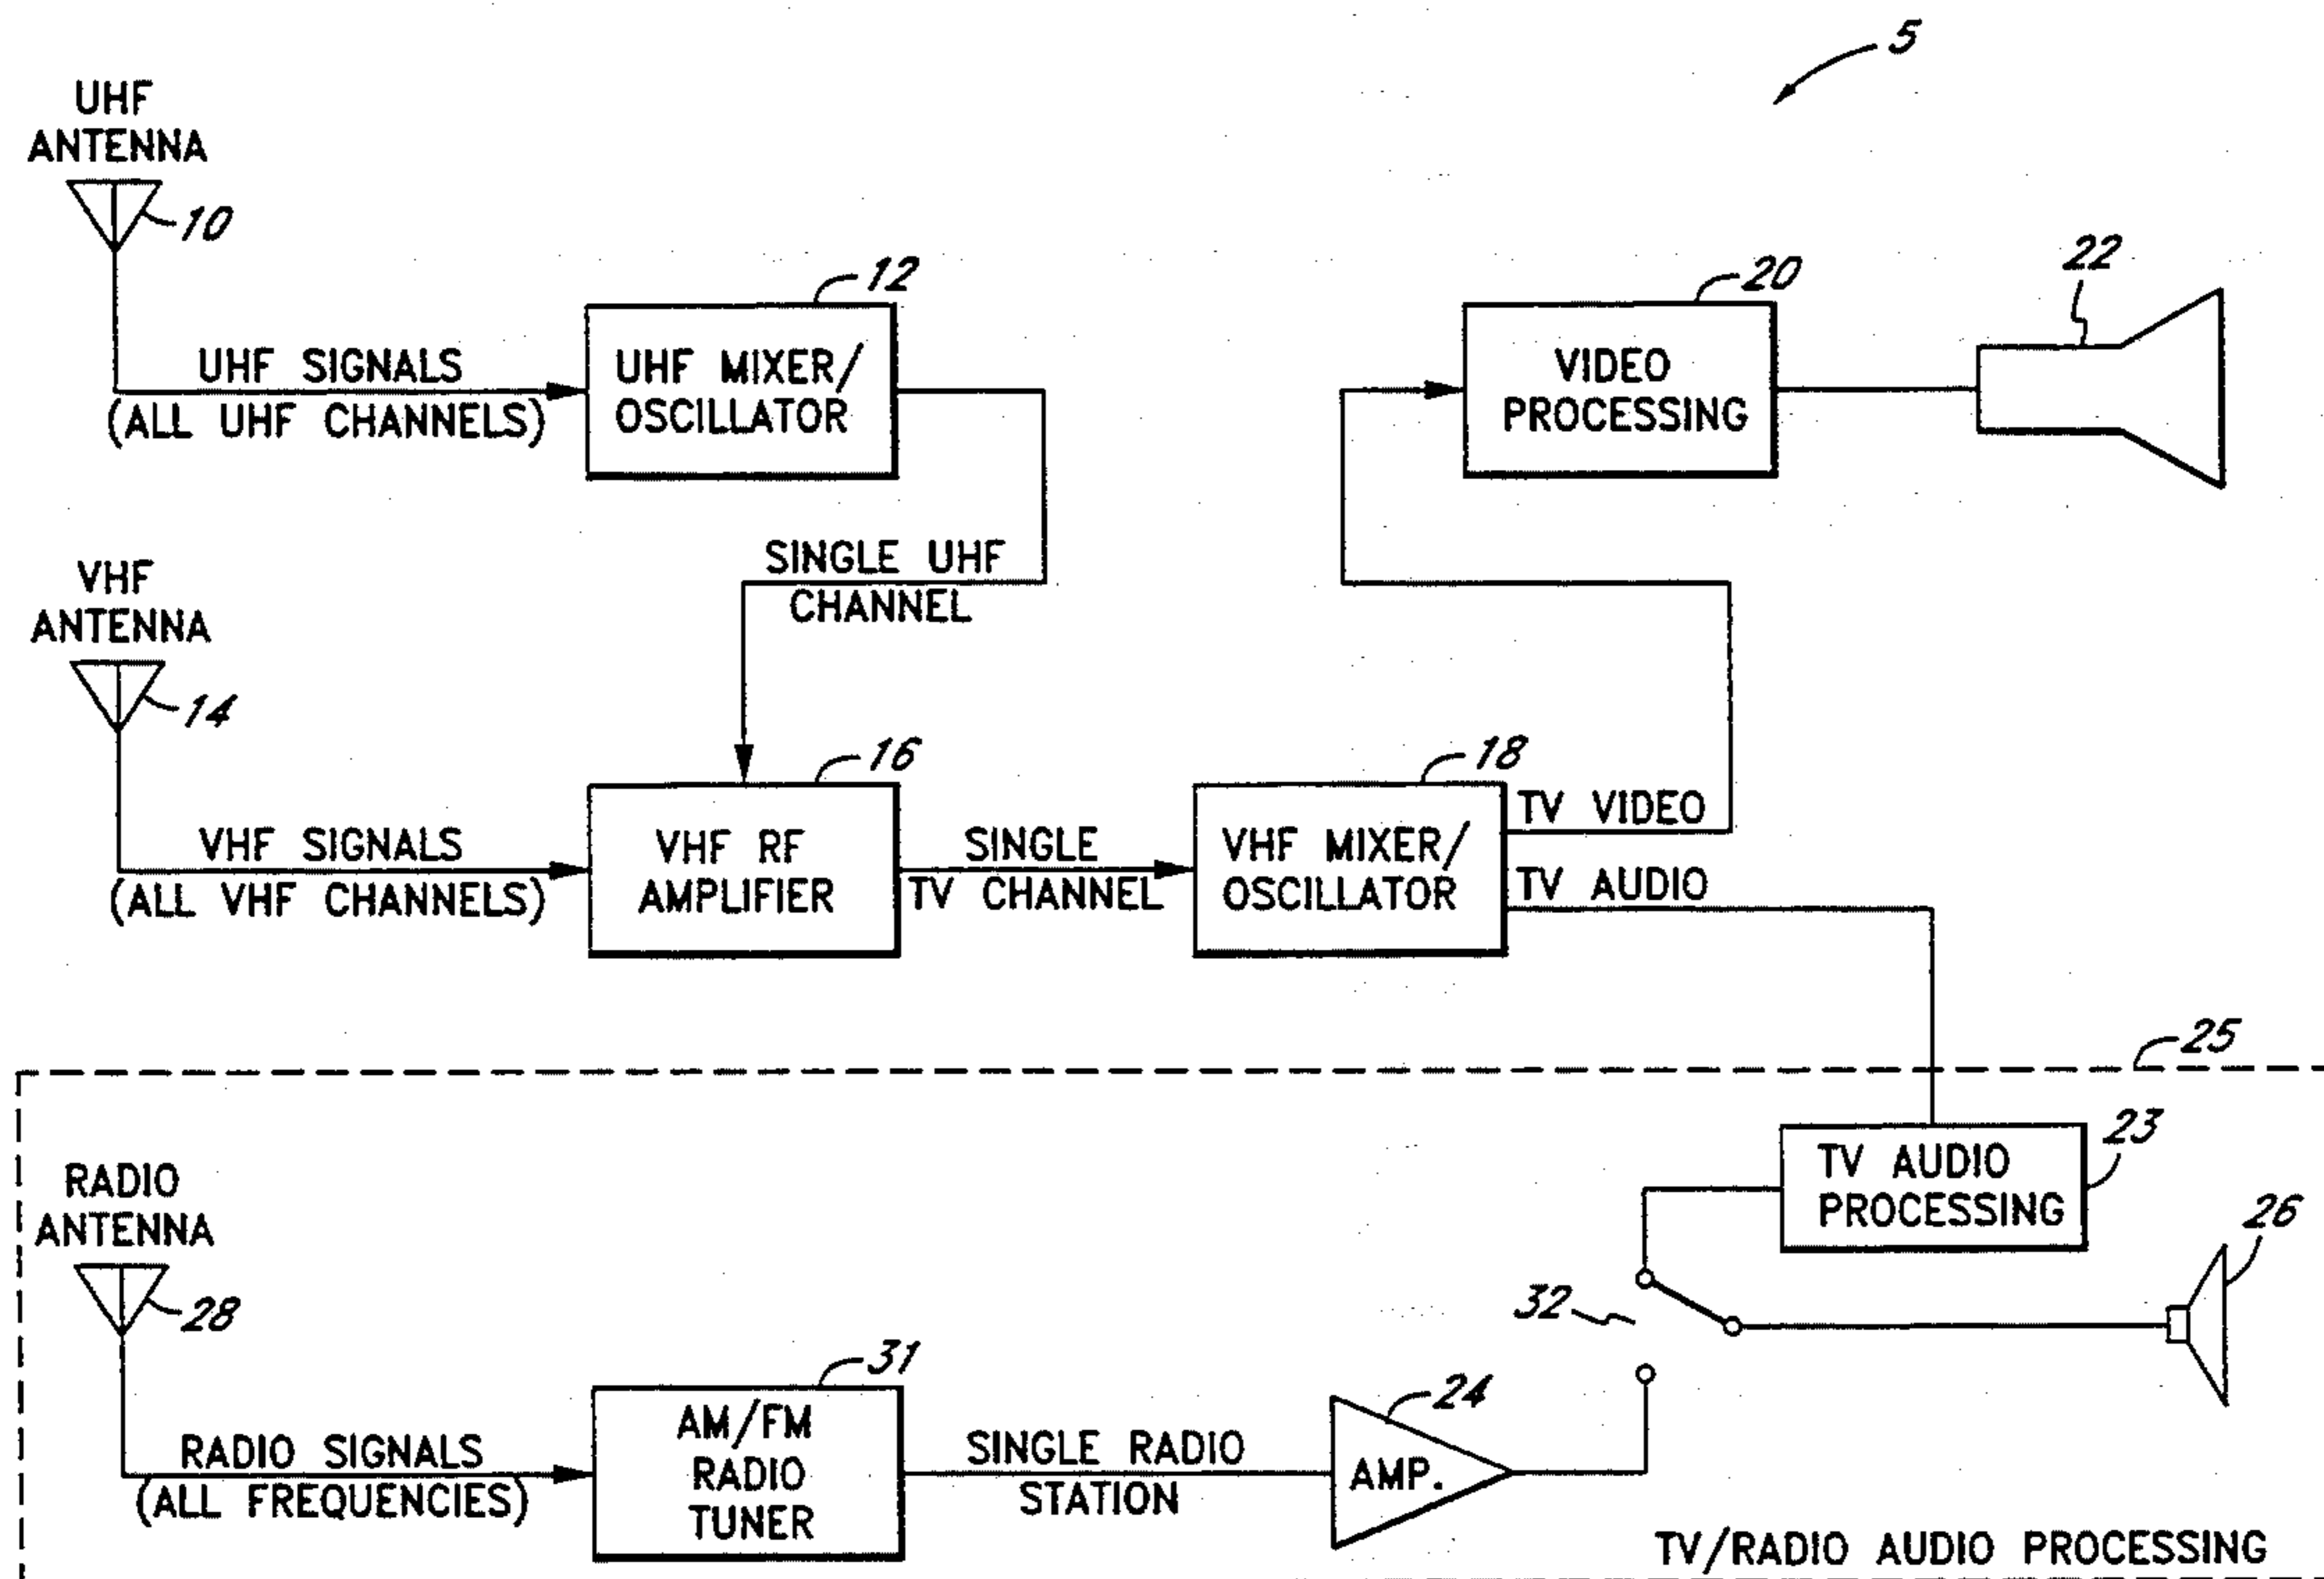 5
UHF
ANTENNA
10
12
20
22
UHF SIGNALS
(ALL UHF CHANNELS)
UHF MIXER/
OSCILLATOR
VIDEO
PROCESSING
SINGLE UHF
CHANNEL
VHF
ANTENNA
14
16
18
VHF SIGNALS
(ALL VHF CHANNELS)
VHF RF
AMPLIFIER
SINGLE
TV CHANNEL
VHF MIXER/
OSCILLATOR
TV VIDEO
TV AUDIO
25
23
TV AUDIO
PROCESSING
26
RADIO
ANTENNA
28
32
31
24
RADIO SIGNALS
(ALL FREQUENCIES)
AM/FM
RADIO
TUNER
SINGLE RADIO
STATION
AMP.
TV/RADIO AUDIO PROCESSING